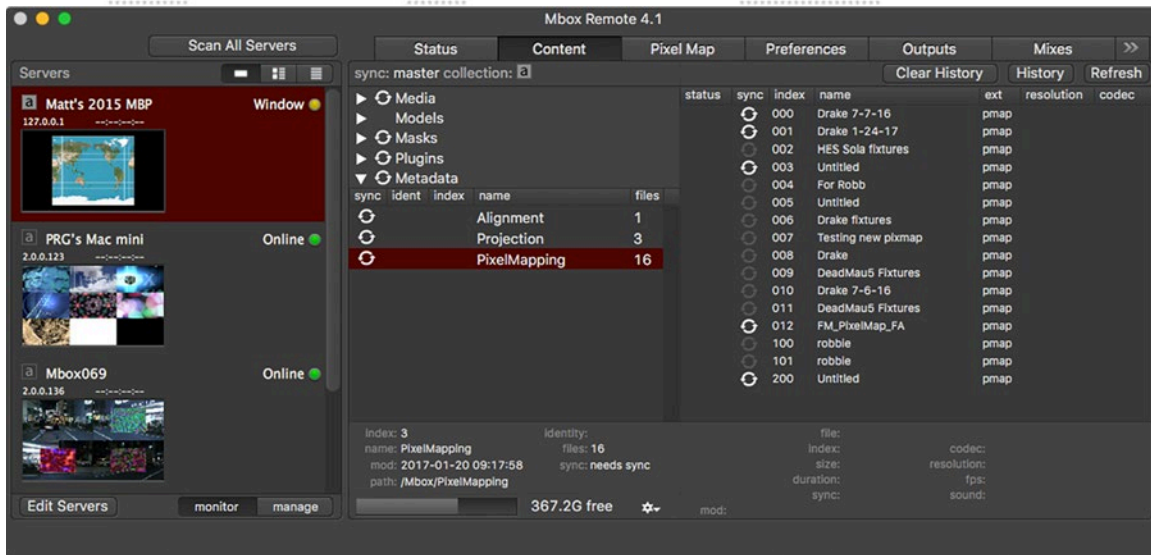 Mbox Remote 4.1
Scan All Servers
Status Content Pixel Map Preferences Outputs Mixes >>
Servers
sync: master collection: a
Clear History History Refresh
a Matt's 2015 MBP Window
127.0.0.1 --:--:--:--
a PRG's Mac mini Online
2.0.0.123 --:--:--:--
a Mbox069 Online
2.0.0.136 --:--:--:--
Edit Servers monitor manage
Media
Models
Masks
Plugins
Metadata
sync ident index name files
Alignment 1
Projection 3
PixelMapping 16
status sync index name ext resolution codec
000 Drake 7-7-16 pmap
001 Drake 1-24-17 pmap
002 HES Sola fixtures pmap
003 Untitled pmap
004 For Robb pmap
005 Untitled pmap
006 Drake fixtures pmap
007 Testing new pixmap pmap
008 Drake pmap
009 DeadMau5 Fixtures pmap
010 Drake 7-6-16 pmap
011 DeadMau5 Fixtures pmap
012 FM_PixelMap_FA pmap
100 robbie pmap
101 robbie pmap
200 Untitled pmap
index: 3 identity:
name: PixelMapping files: 16
mod: 2017-01-20 09:17:58 sync: needs sync
path: /Mbox/PixelMapping
367.2G free
file:
index: codec:
size: resolution:
duration: fps:
sync: sound:
mod: